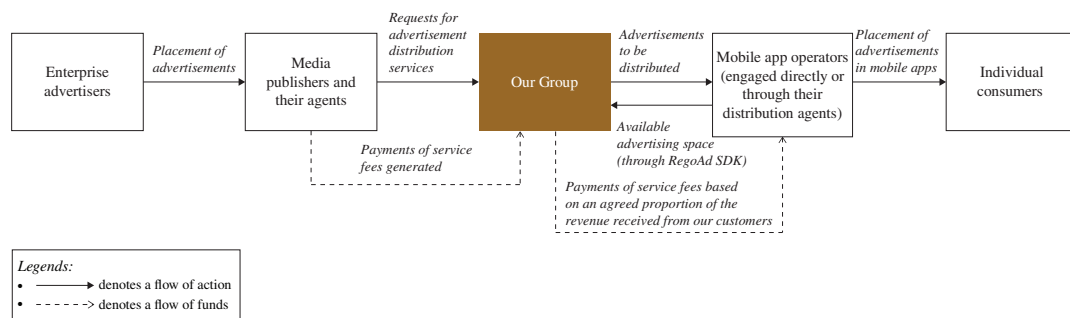 Enterprise
advertisers
Placement of
advertisements
Media
publishers and
their agents
Requests for
advertisement
distribution
services
Our Group
Advertisements
to be
distributed
Mobile app operators
(engaged directly or
through their
distribution agents)
Placement of
advertisements
in mobile apps
Individual
consumers
Payments of service
fees generated
Available
advertising space
(through RegoAd SDK)
Payments of service fees based
on an agreed proportion of the
revenue received from our customers
Legends:
• denotes a flow of action
• denotes a flow of funds